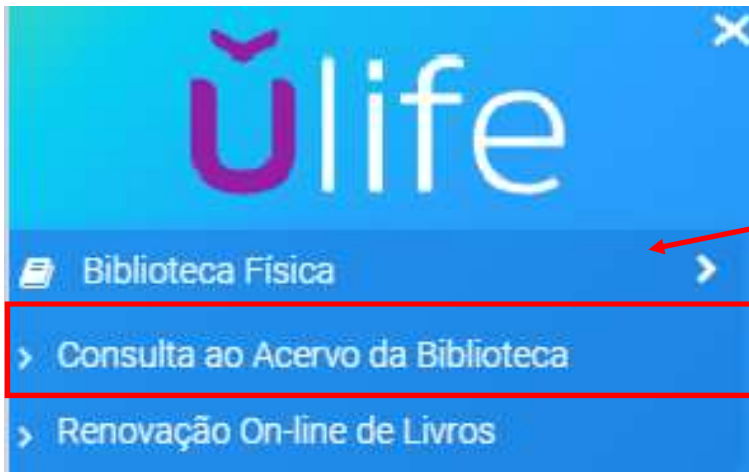 ŭlife
Biblioteca Física
Consulta ao Acervo da Biblioteca
Renovação On-line de Livros